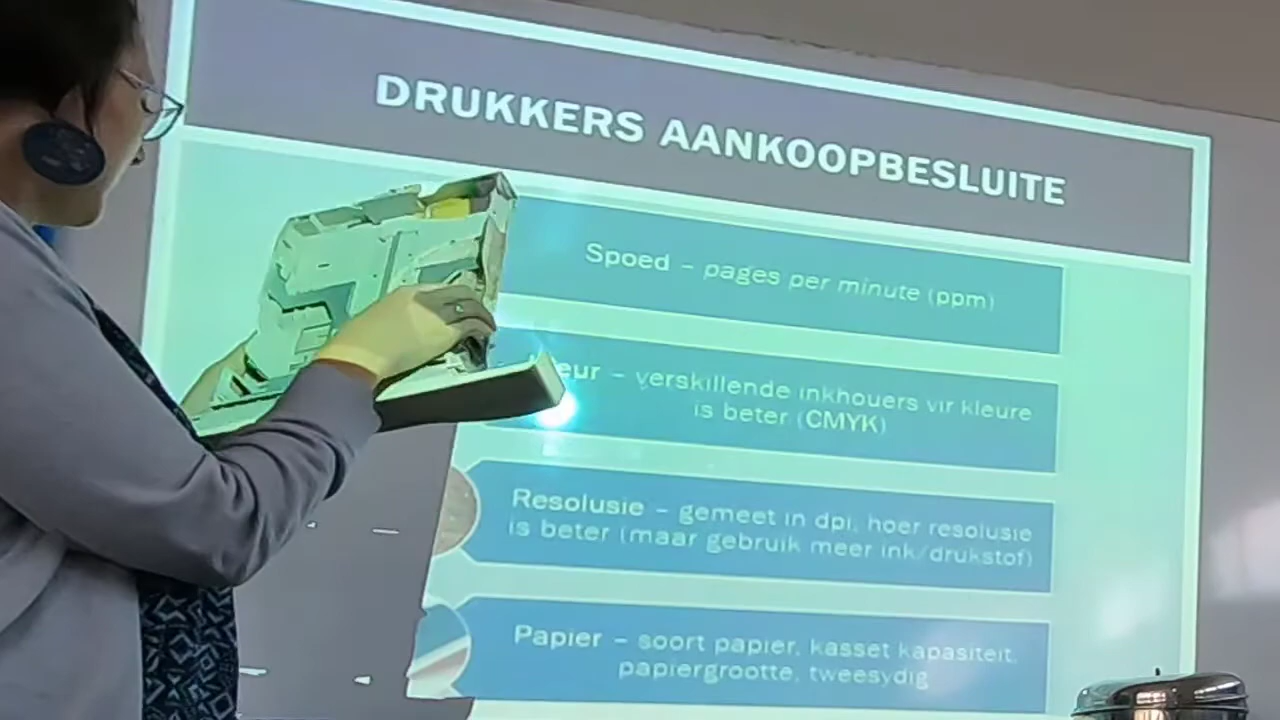 DRUKKERS AANKOOPBESLUITE
Spoed – pages per minute (ppm)
eur – verskillende inkhouers vir kleure
is beter (CMYK)
Resolusie – gemeet in dpi, hoer resolusie
is beter (maar gebruik meer ink/drukstof)
Papier – soort papier, kasset kapasiteit,
papiergrootte, tweesydig